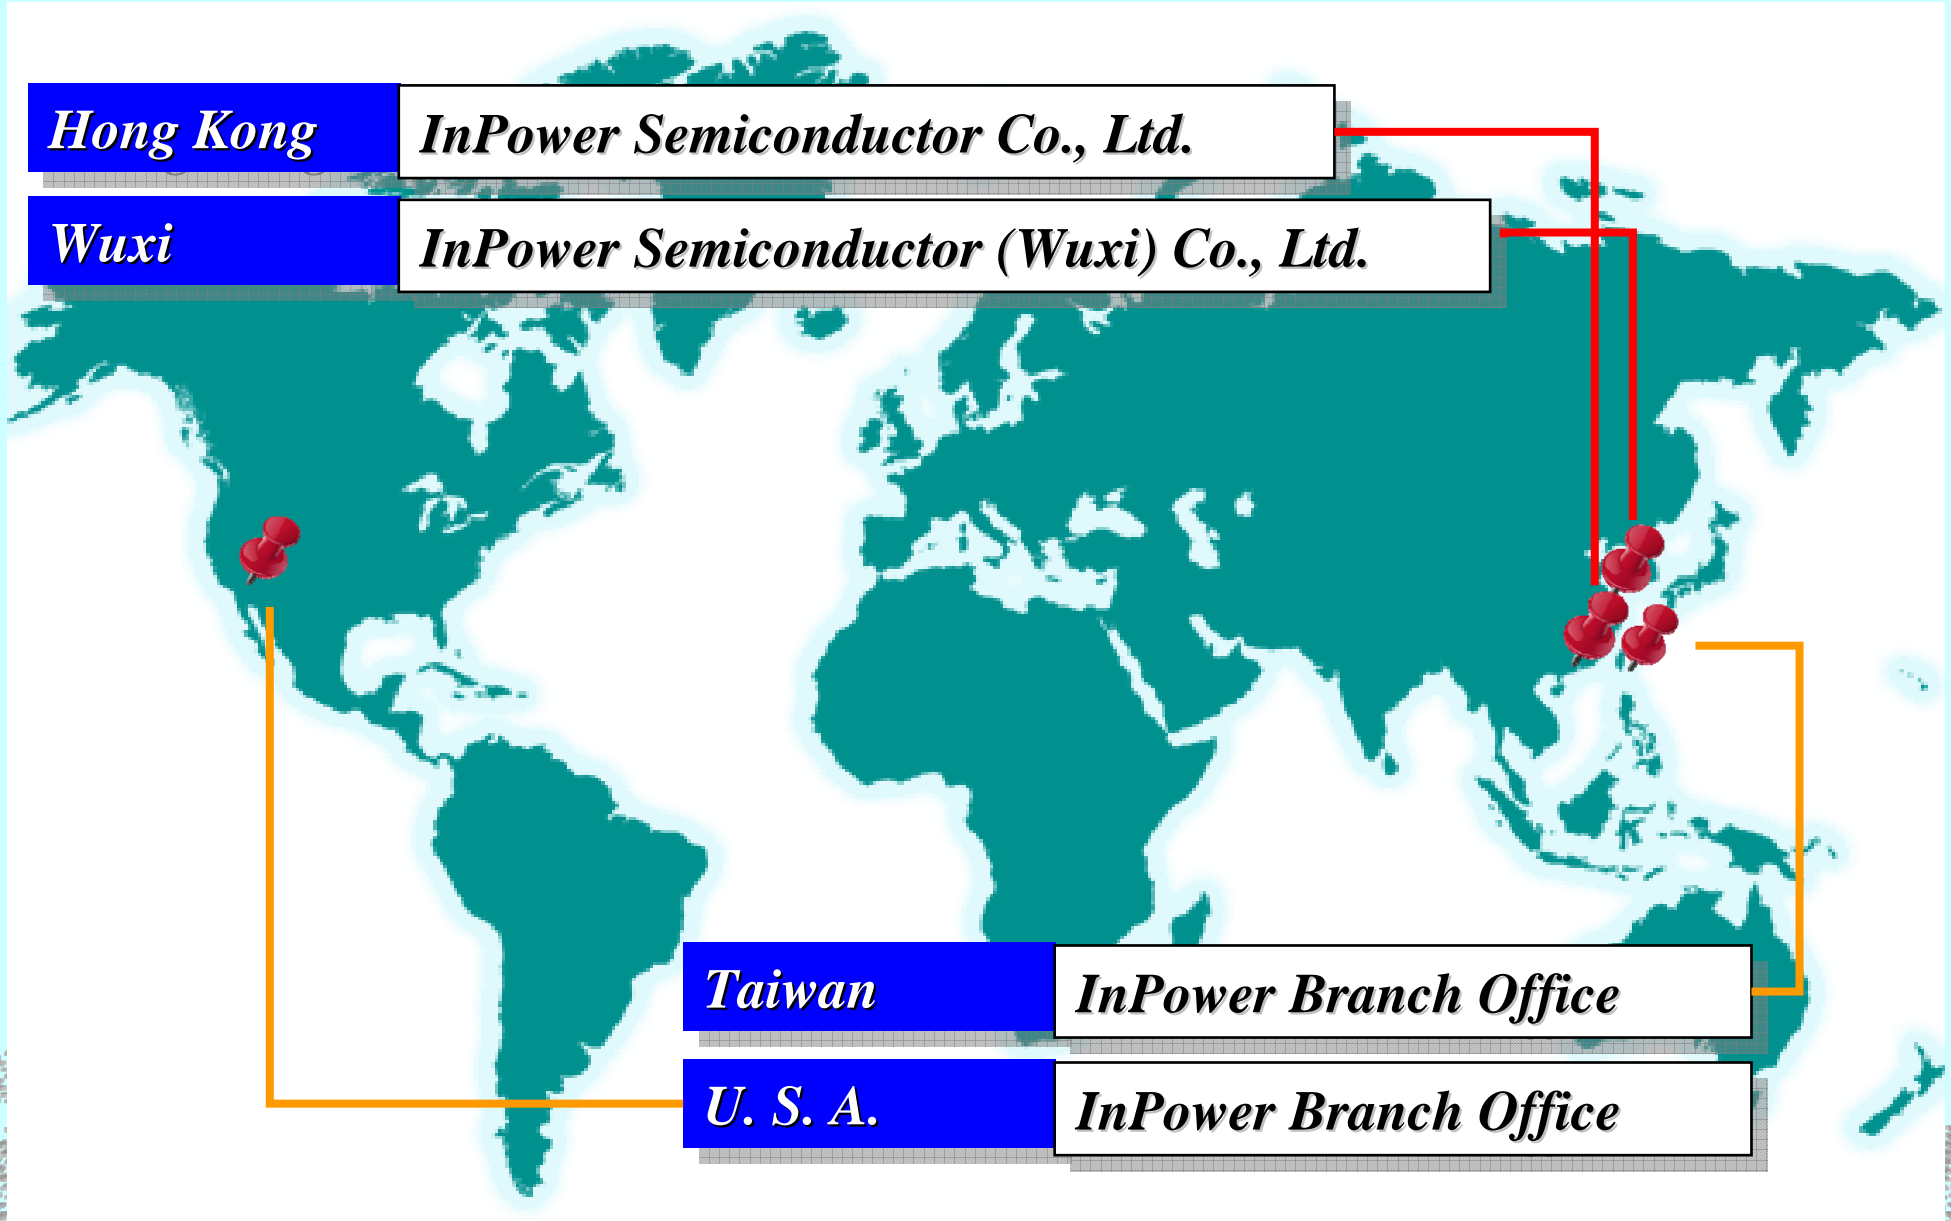 Hong Kong InPower Semiconductor Co., Ltd.
Wuxi InPower Semiconductor (Wuxi) Co., Ltd.
Taiwan InPower Branch Office
U. S. A. InPower Branch Office